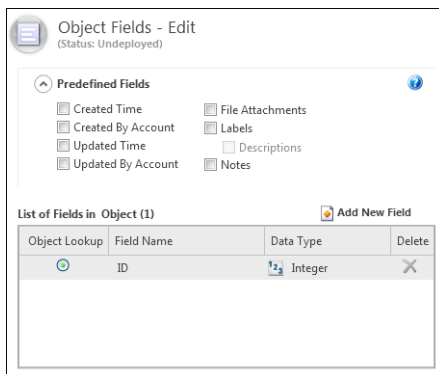 Object Fields - Edit
(Status: Undeployed)
Predefined Fields
Created Time
Created By Account
Updated Time
Updated By Account
File Attachments
Labels
Descriptions
Notes
List of Fields in Object (1)
Add New Field
Object Lookup Field Name Data Type Delete
ID 123 Integer